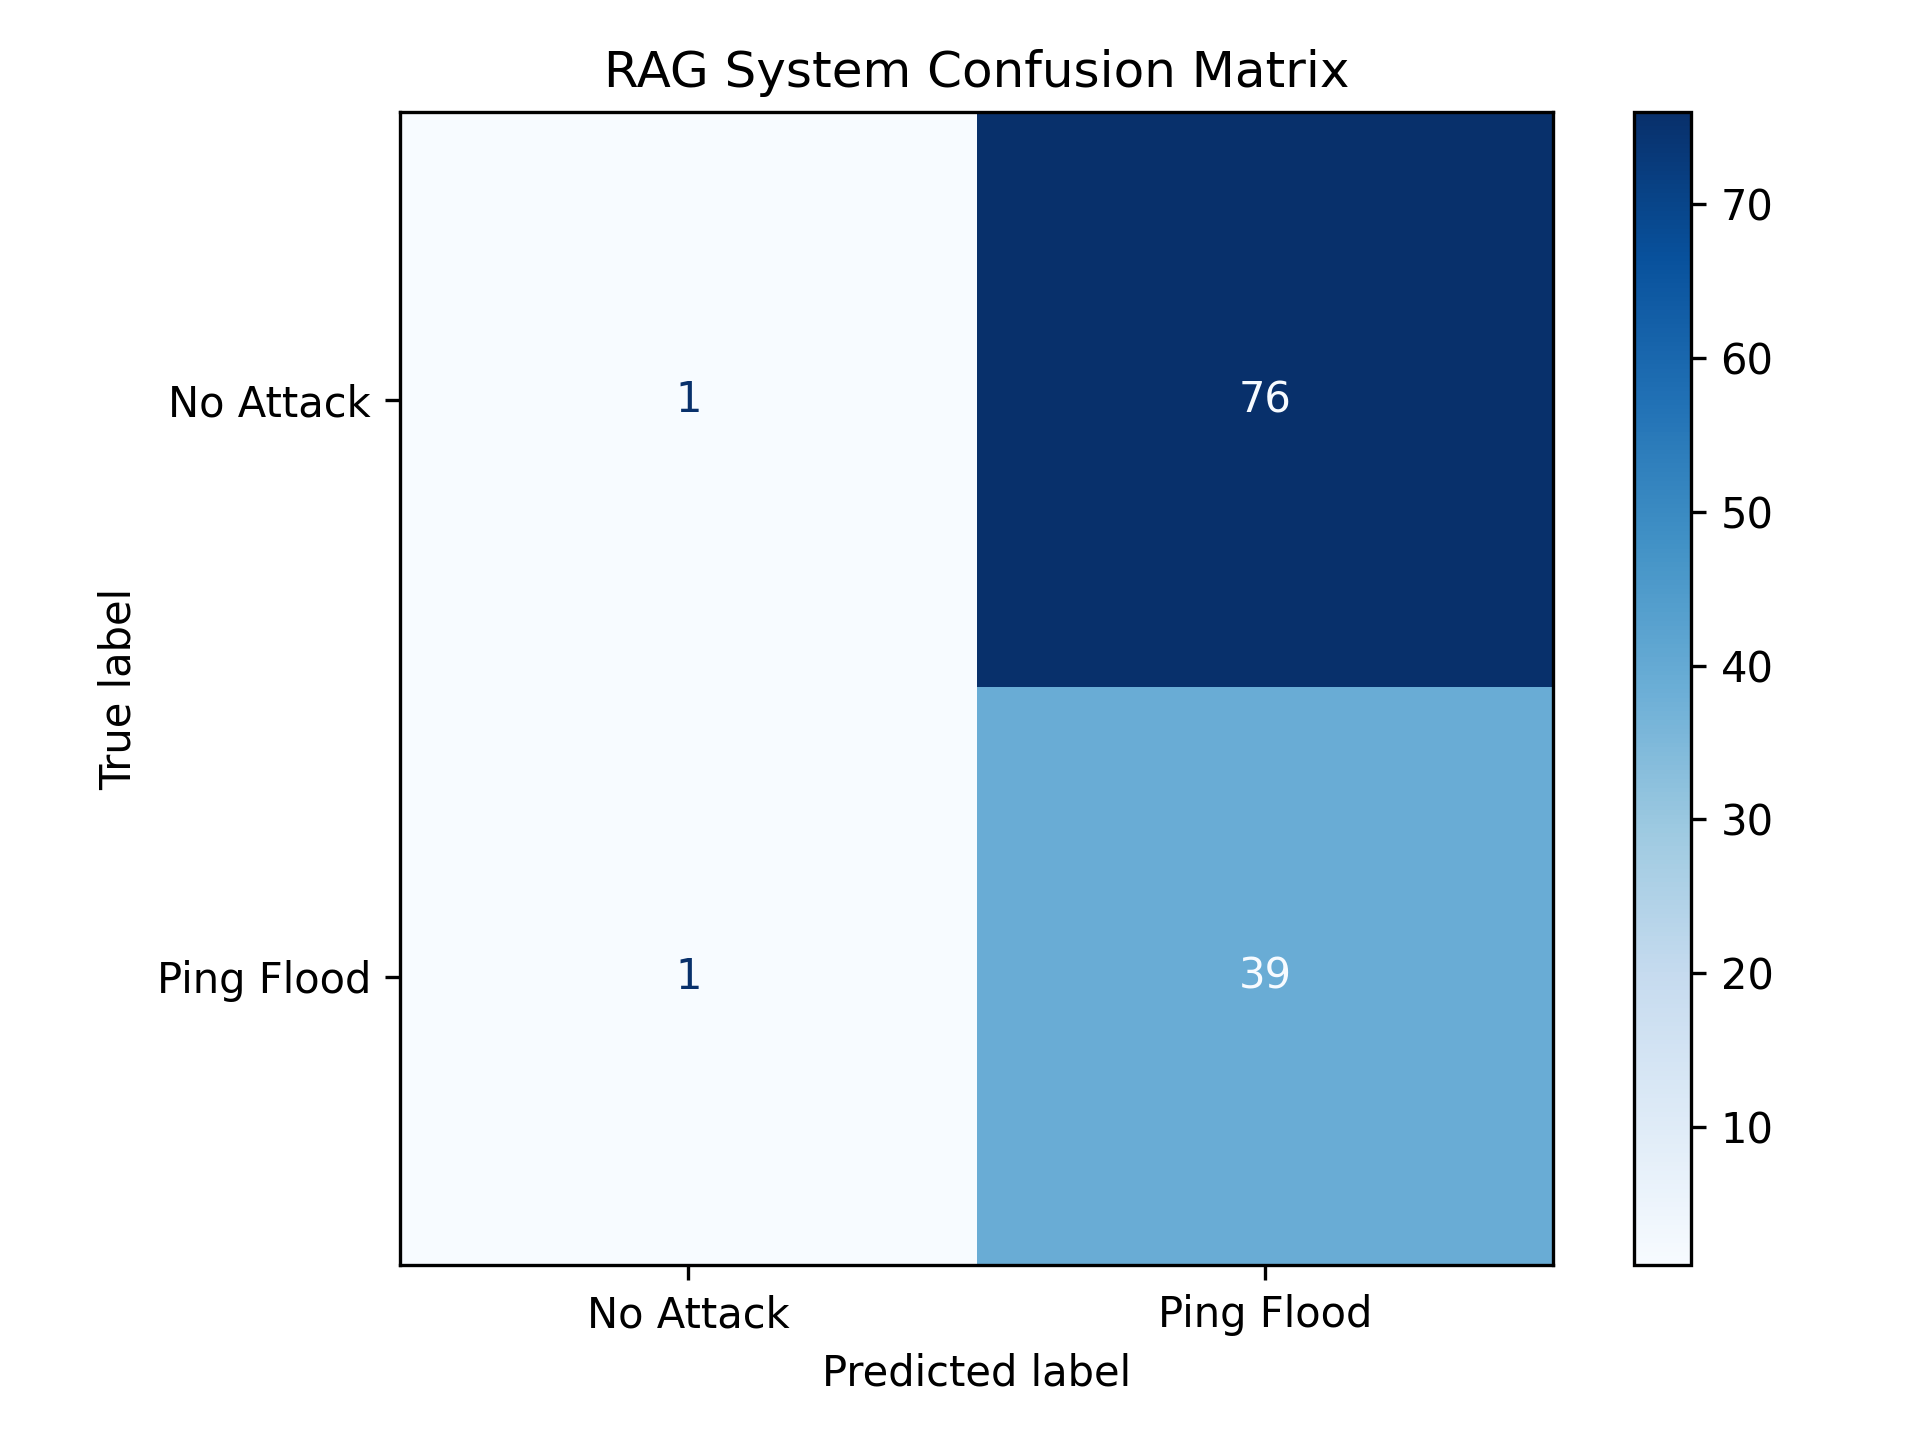 RAG System Confusion Matrix
No Attack
Ping Flood
True label
1
76
1
39
No Attack
Ping Flood
Predicted label
70
60
50
40
30
20
10